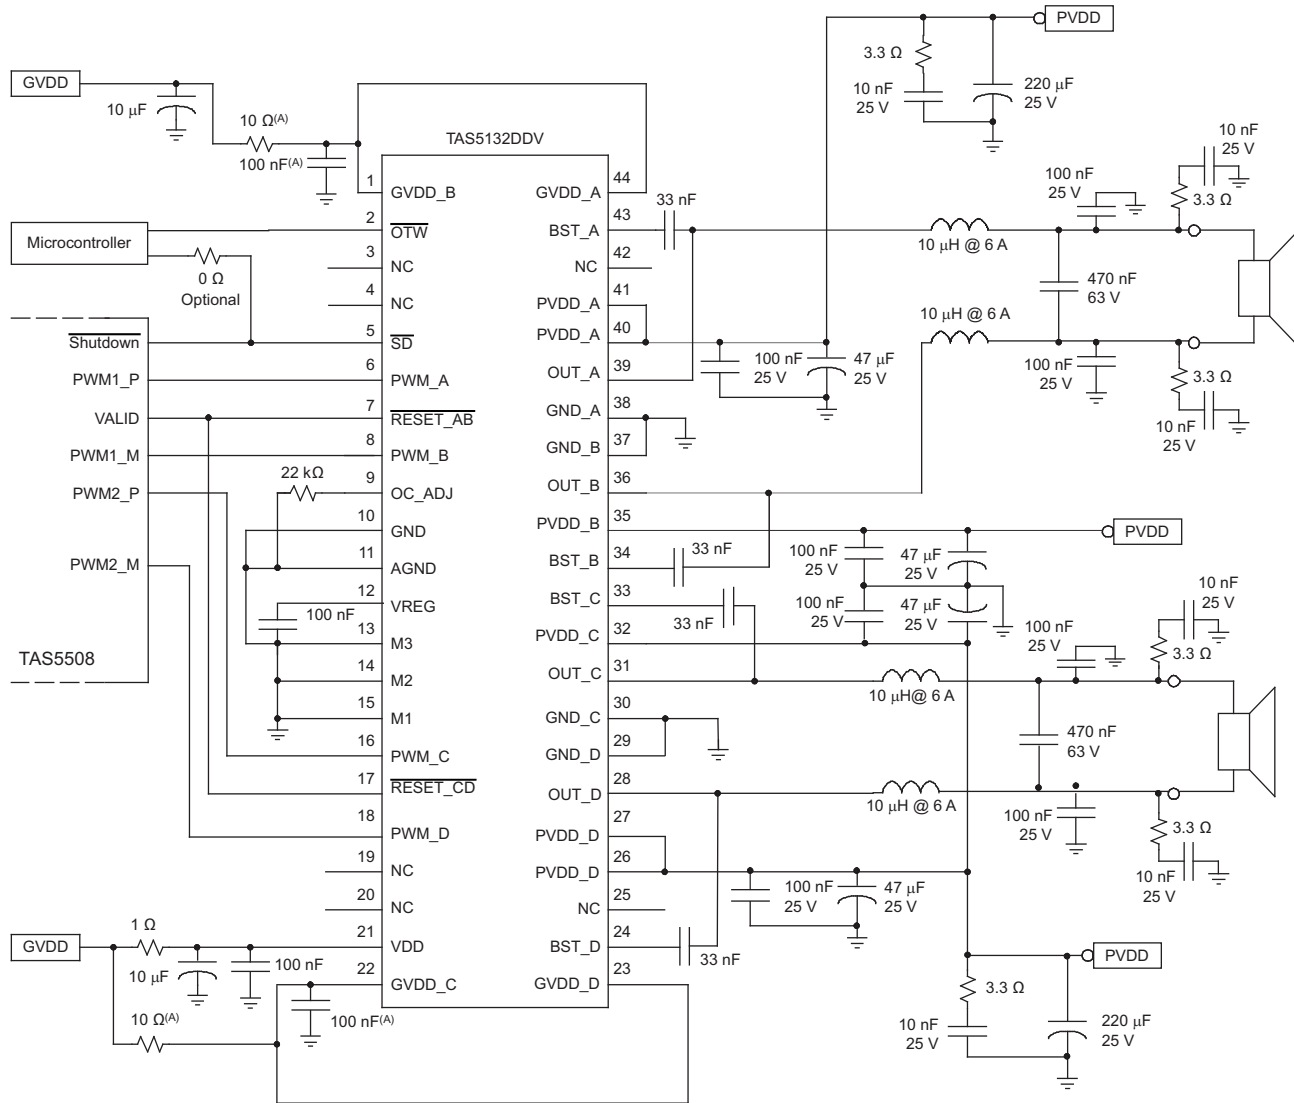 PVDD
3.3 Ω
10 nF
25 V
220 µF
25 V
GVDD
10 µF
10 Ω(A)
100 nF(A)
TAS5132DDV
1
GVDD_B
2
OTW
3
NC
4
NC
5
SD
6
PWM_A
7
RESET_AB
8
PWM_B
9
OC_ADJ
10
GND
11
AGND
12
VREG
13
M3
14
M2
15
M1
16
PWM_C
17
RESET_CD
18
PWM_D
19
NC
20
NC
21
VDD
22
GVDD_C
44
GVDD_A
43
BST_A
42
NC
41
PVDD_A
40
PVDD_A
39
OUT_A
38
GND_A
37
GND_B
36
OUT_B
35
PVDD_B
34
BST_B
33
BST_C
32
PVDD_C
31
OUT_C
30
GND_C
29
GND_D
28
OUT_D
27
PVDD_D
26
PVDD_D
25
NC
24
BST_D
23
GVDD_D
Microcontroller
0 Ω
Optional
Shutdown
PWM1_P
VALID
PWM1_M
PWM2_P
PWM2_M
TAS5508
22 kΩ
100 nF
33 nF
10 µH @ 6 A
100 nF
25 V
10 nF
25 V
3.3 Ω
470 nF
63 V
10 µH @ 6 A
100 nF
25 V
47 µF
25 V
100 nF
25 V
3.3 Ω
10 nF
25 V
33 nF
33 nF
100 nF
25 V
47 µF
25 V
100 nF
25 V
47 µF
25 V
PVDD
10 nF
25 V
100 nF
25 V
3.3 Ω
10 µH@ 6 A
470 nF
63 V
10 µH@ 6 A
100 nF
25 V
3.3 Ω
10 nF
25 V
100 nF
25 V
47 µF
25 V
33 nF
PVDD
3.3 Ω
10 nF
25 V
220 µF
25 V
GVDD
1 Ω
10 µF
100 nF
10 Ω(A)
100 nF(A)